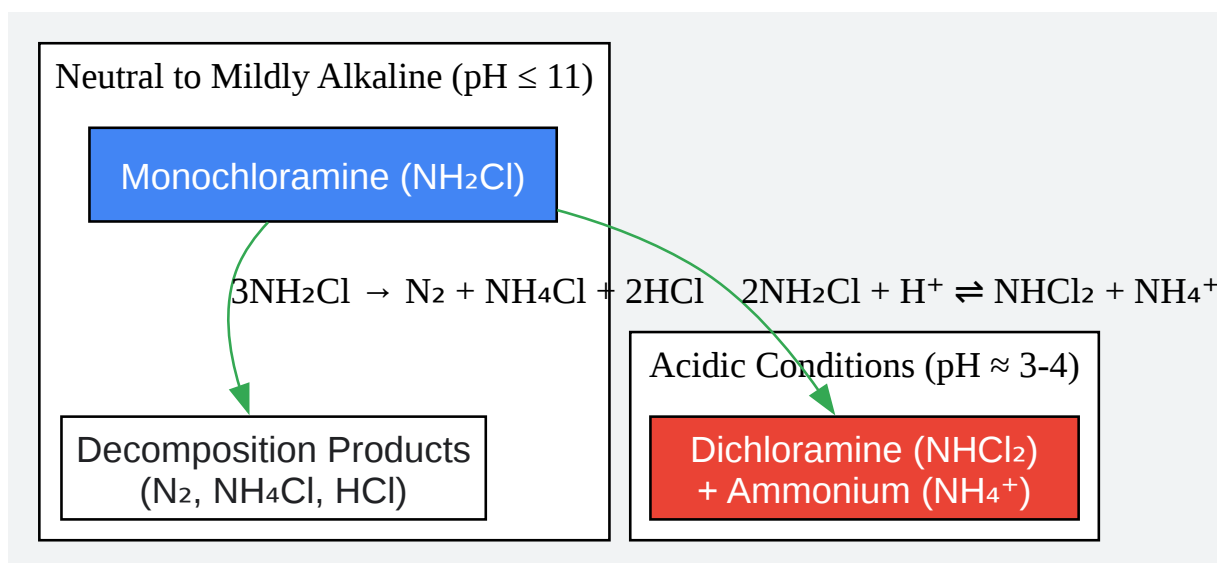 Neutral to Mildly Alkaline (pH ≤ 11)
Monochloramine (NH₂Cl)
3NH₂Cl → N₂ + NH₄Cl + 2HCl
2NH₂Cl + H⁺ ⇌ NHCl₂ + NH₄⁺
Acidic Conditions (pH ≈ 3-4)
Decomposition Products
(N₂, NH₄Cl, HCl)
Dichloramine (NHCl₂)
+ Ammonium (NH₄⁺)